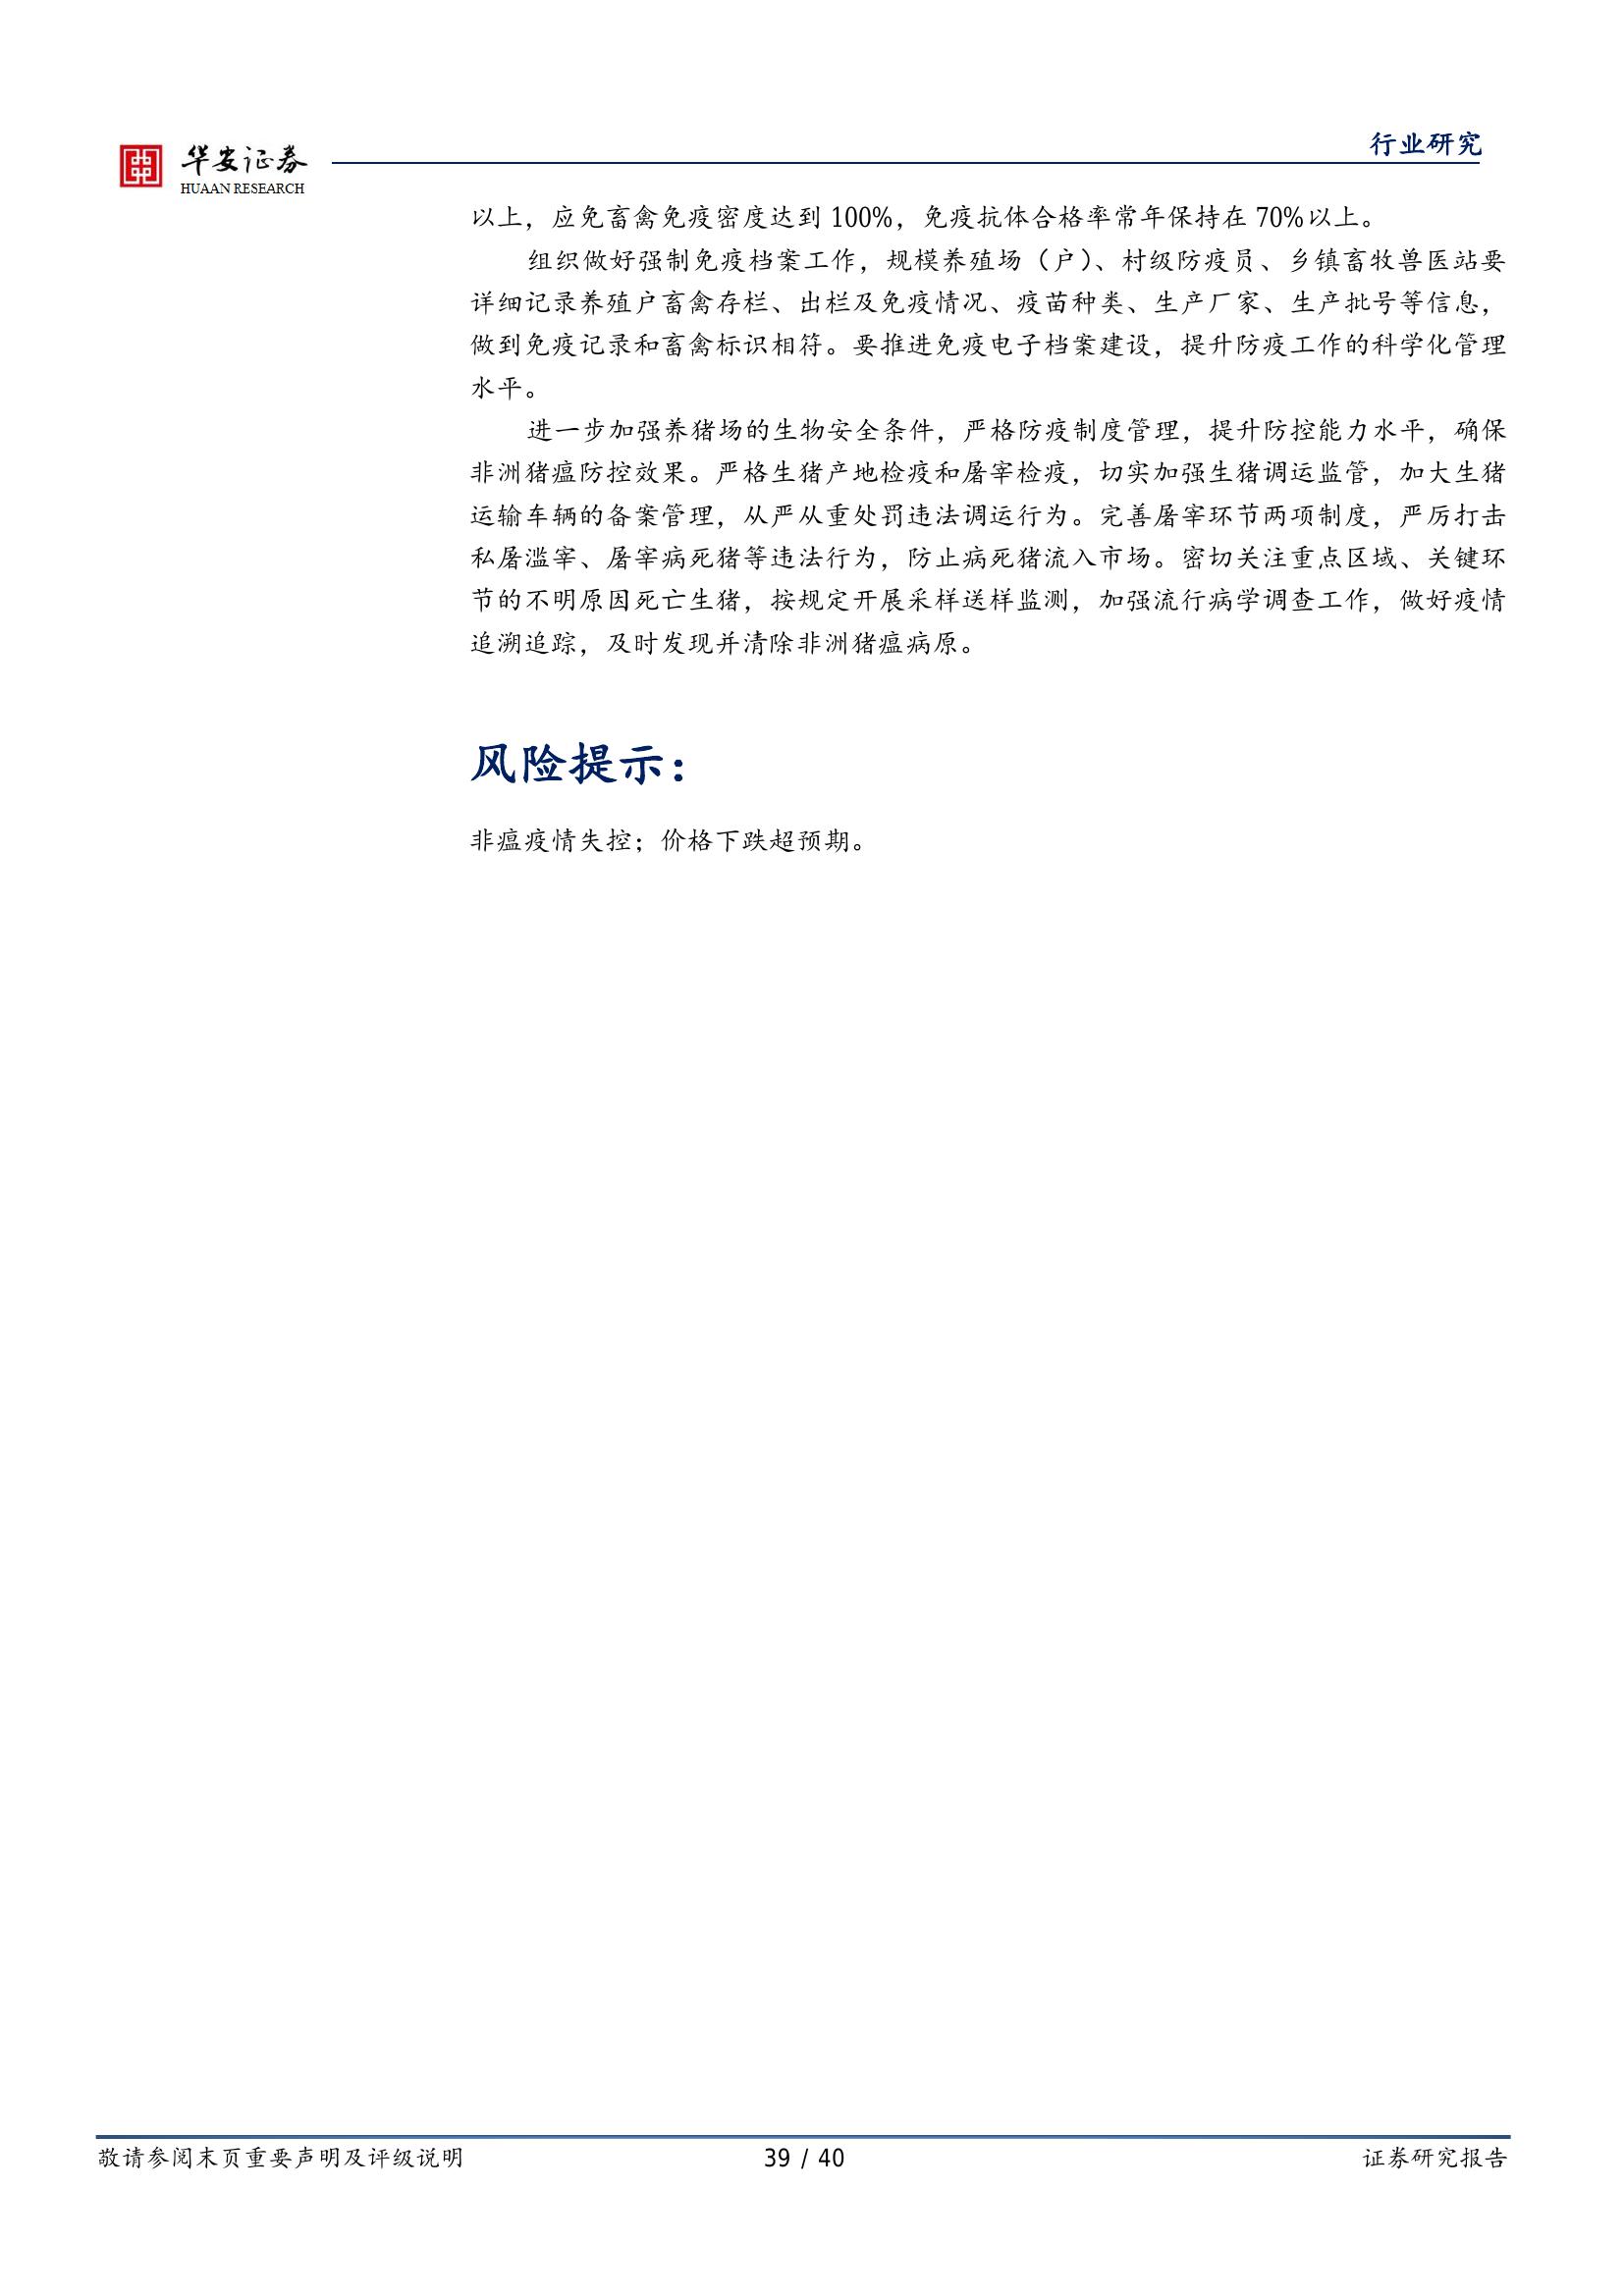 华安证券
HUAAN RESEARCH
行业研究
以上，应免畜禽免疫密度达到 100%，免疫抗体合格率常年保持在 70%以上。
组织做好强制免疫档案工作，规模养殖场（户）、村级防疫员、乡镇畜牧兽医站要
详细记录养殖户畜禽存栏、出栏及免疫情况、疫苗种类、生产厂家、生产批号等信息，
做到免疫记录和畜禽标识相符。要推进免疫电子档案建设，提升防疫工作的科学化管理
水平。
进一步加强养猪场的生物安全条件，严格防疫制度管理，提升防控能力水平，确保
非洲猪瘟防控效果。严格生猪产地检疫和屠宰检疫，切实加强生猪调运监管，加大生猪
运输车辆的备案管理，从严从重处罚违法调运行为。完善屠宰环节两项制度，严厉打击
私屠滥宰、屠宰病死猪等违法行为，防止病死猪流入市场。密切关注重点区域、关键环
节的不明原因死亡生猪，按规定开展采样送样监测，加强流行病学调查工作，做好疫情
追溯追踪，及时发现并清除非洲猪瘟病原。
风险提示：
非瘟疫情失控；价格下跌超预期。
敬请参阅末页重要声明及评级说明
39 / 40
证券研究报告